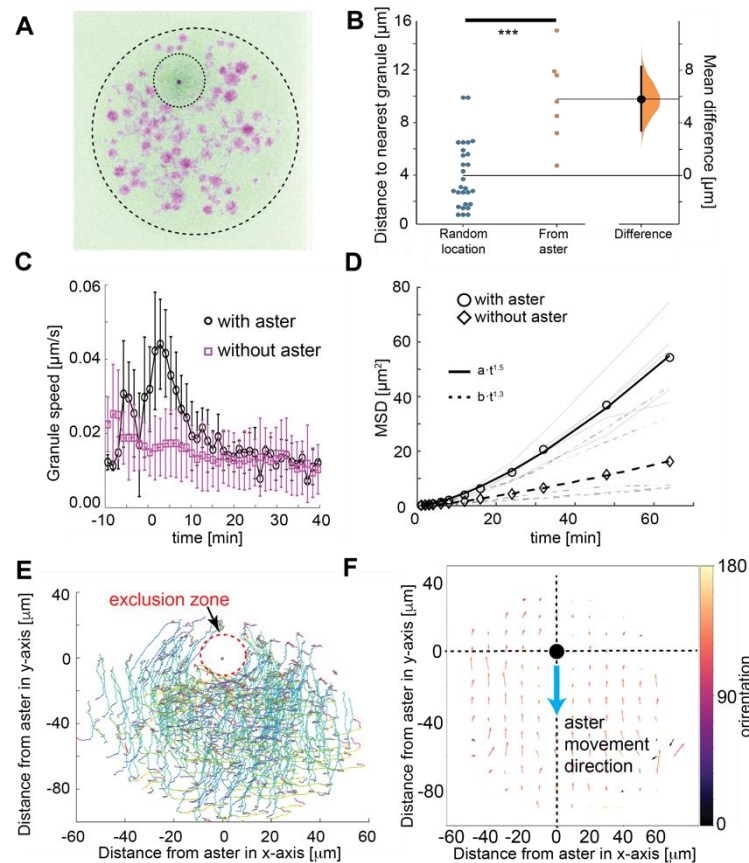 A
B
Distance to nearest granule [µm]
16
12
8
4
0
***
Random
location
From
aster
Difference
8
4
0
Mean difference
[µm]
C
Granule speed [µm/s]
0.06
0.04
0.02
0.00
with aster
without aster
-10
0
10
20
30
40
time [min]
D
MSD
[µm²]
80
60
40
20
0
with aster
without aster
a·t1.5
b·t1.3
0
20
40
60
time [min]
E
exclusion zone
Distance from aster in y-axis [µm]
40
0
-40
-80
-60
-40
-20
0
20
40
60
Distance from aster in x-axis [µm]
F
Distance from aster in y-axis [µm]
40
0
-40
-80
aster
movement
direction
-60
-40
-20
0
20
40
60
Distance from aster in x-axis [µm]
180
90
0
orientation